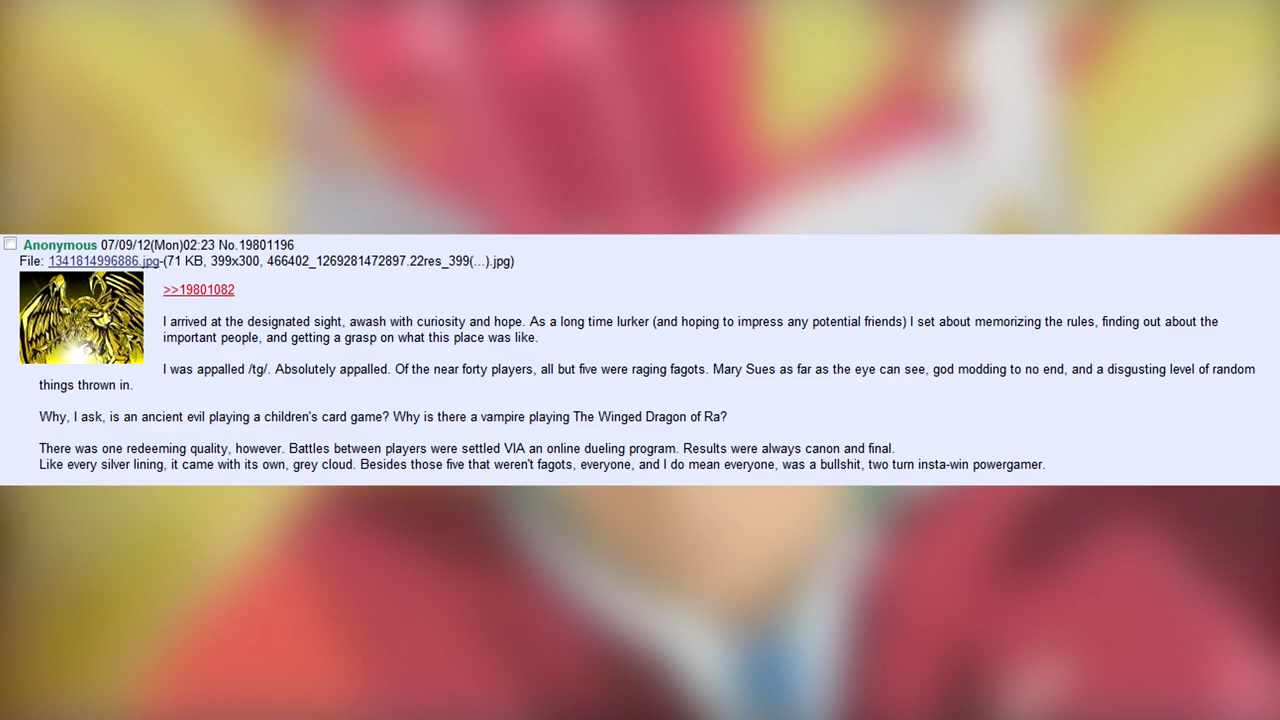 Anonymous 07/09/12(Mon)02:23 No.19801196
File: 1341814996886.jpg-(71 KB, 399x300, 466402_1269281472897.22res_399(...).jpg)
>>19801082
I arrived at the designated sight, awash with curiosity and hope. As a long time lurker (and hoping to impress any potential friends) I set about memorizing the rules, finding out about the
important people, and getting a grasp on what this place was like.
I was appalled /tg/. Absolutely appalled. Of the near forty players, all but five were raging fagots. Mary Sues as far as the eye can see, god modding to no end, and a disgusting level of random
things thrown in.
Why, I ask, is an ancient evil playing a children's card game? Why is there a vampire playing The Winged Dragon of Ra?
There was one redeeming quality, however. Battles between players were settled VIA an online dueling program. Results were always canon and final.
Like every silver lining, it came with its own, grey cloud. Besides those five that weren't fagots, everyone, and I do mean everyone, was a bullshit, two turn insta-win powergamer.